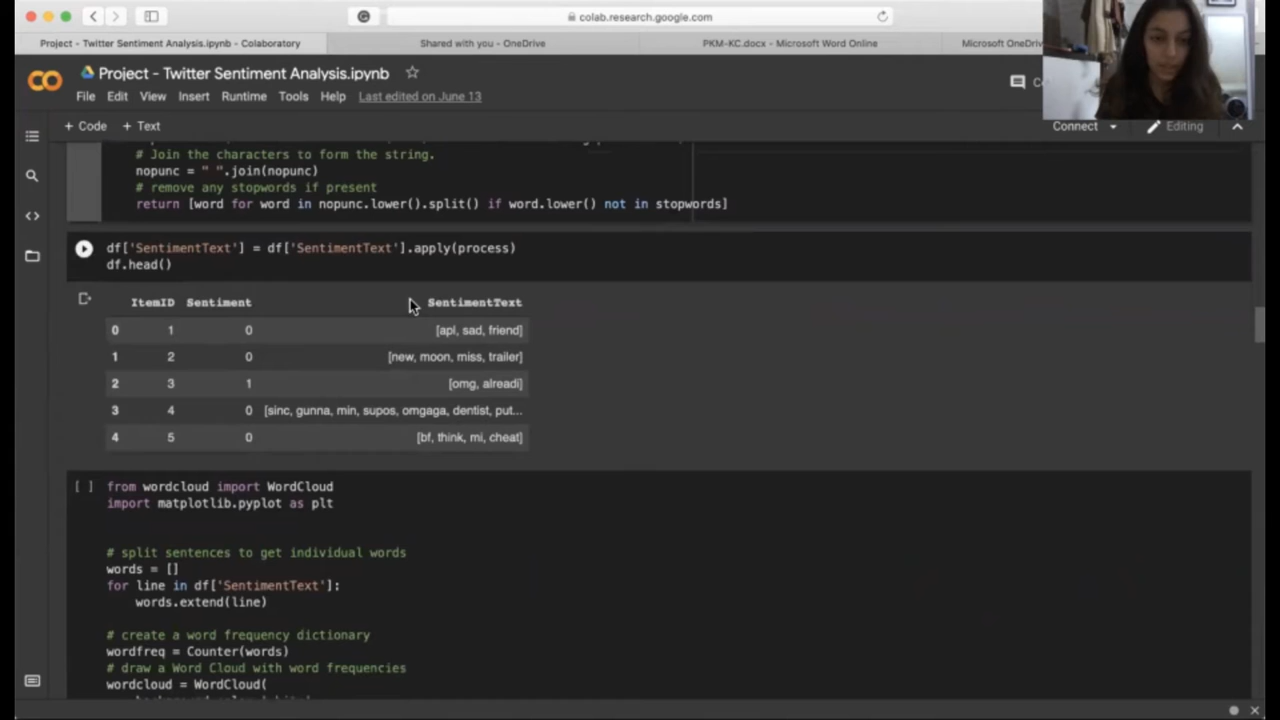 colab.research.google.com
Project - Twitter Sentiment Analysis.ipynb - Colaboratory
Shared with you - OneDrive
PKM-KC.docx - Microsoft Word Online
Microsoft OneDriv
Project - Twitter Sentiment Analysis.ipynb
File Edit View Insert Runtime Tools Help Last edited on June 13
+ Code + Text
Connect
Editing
# Join the characters to form the string.
nopunc = " ".join(nopunc)
# remove any stopwords if present
return [word for word in nopunc.lower().split() if word.lower() not in stopwords]
df['SentimentText'] = df['SentimentText'].apply(process)
df.head()
ItemID Sentiment SentimentText
0 1 0 [apl, sad, friend]
1 2 0 [new, moon, miss, trailer]
2 3 1 [omg, alreadi]
3 4 0 [sinc, gunna, min, supos, omgaga, dentist, put...
4 5 0 [bf, think, mi, cheat]
[ ] from wordcloud import WordCloud
import matplotlib.pyplot as plt
# split sentences to get individual words
words = []
for line in df['SentimentText']:
words.extend(line)
# create a word frequency dictionary
wordfreq = Counter(words)
# draw a Word Cloud with word frequencies
wordcloud = WordCloud(